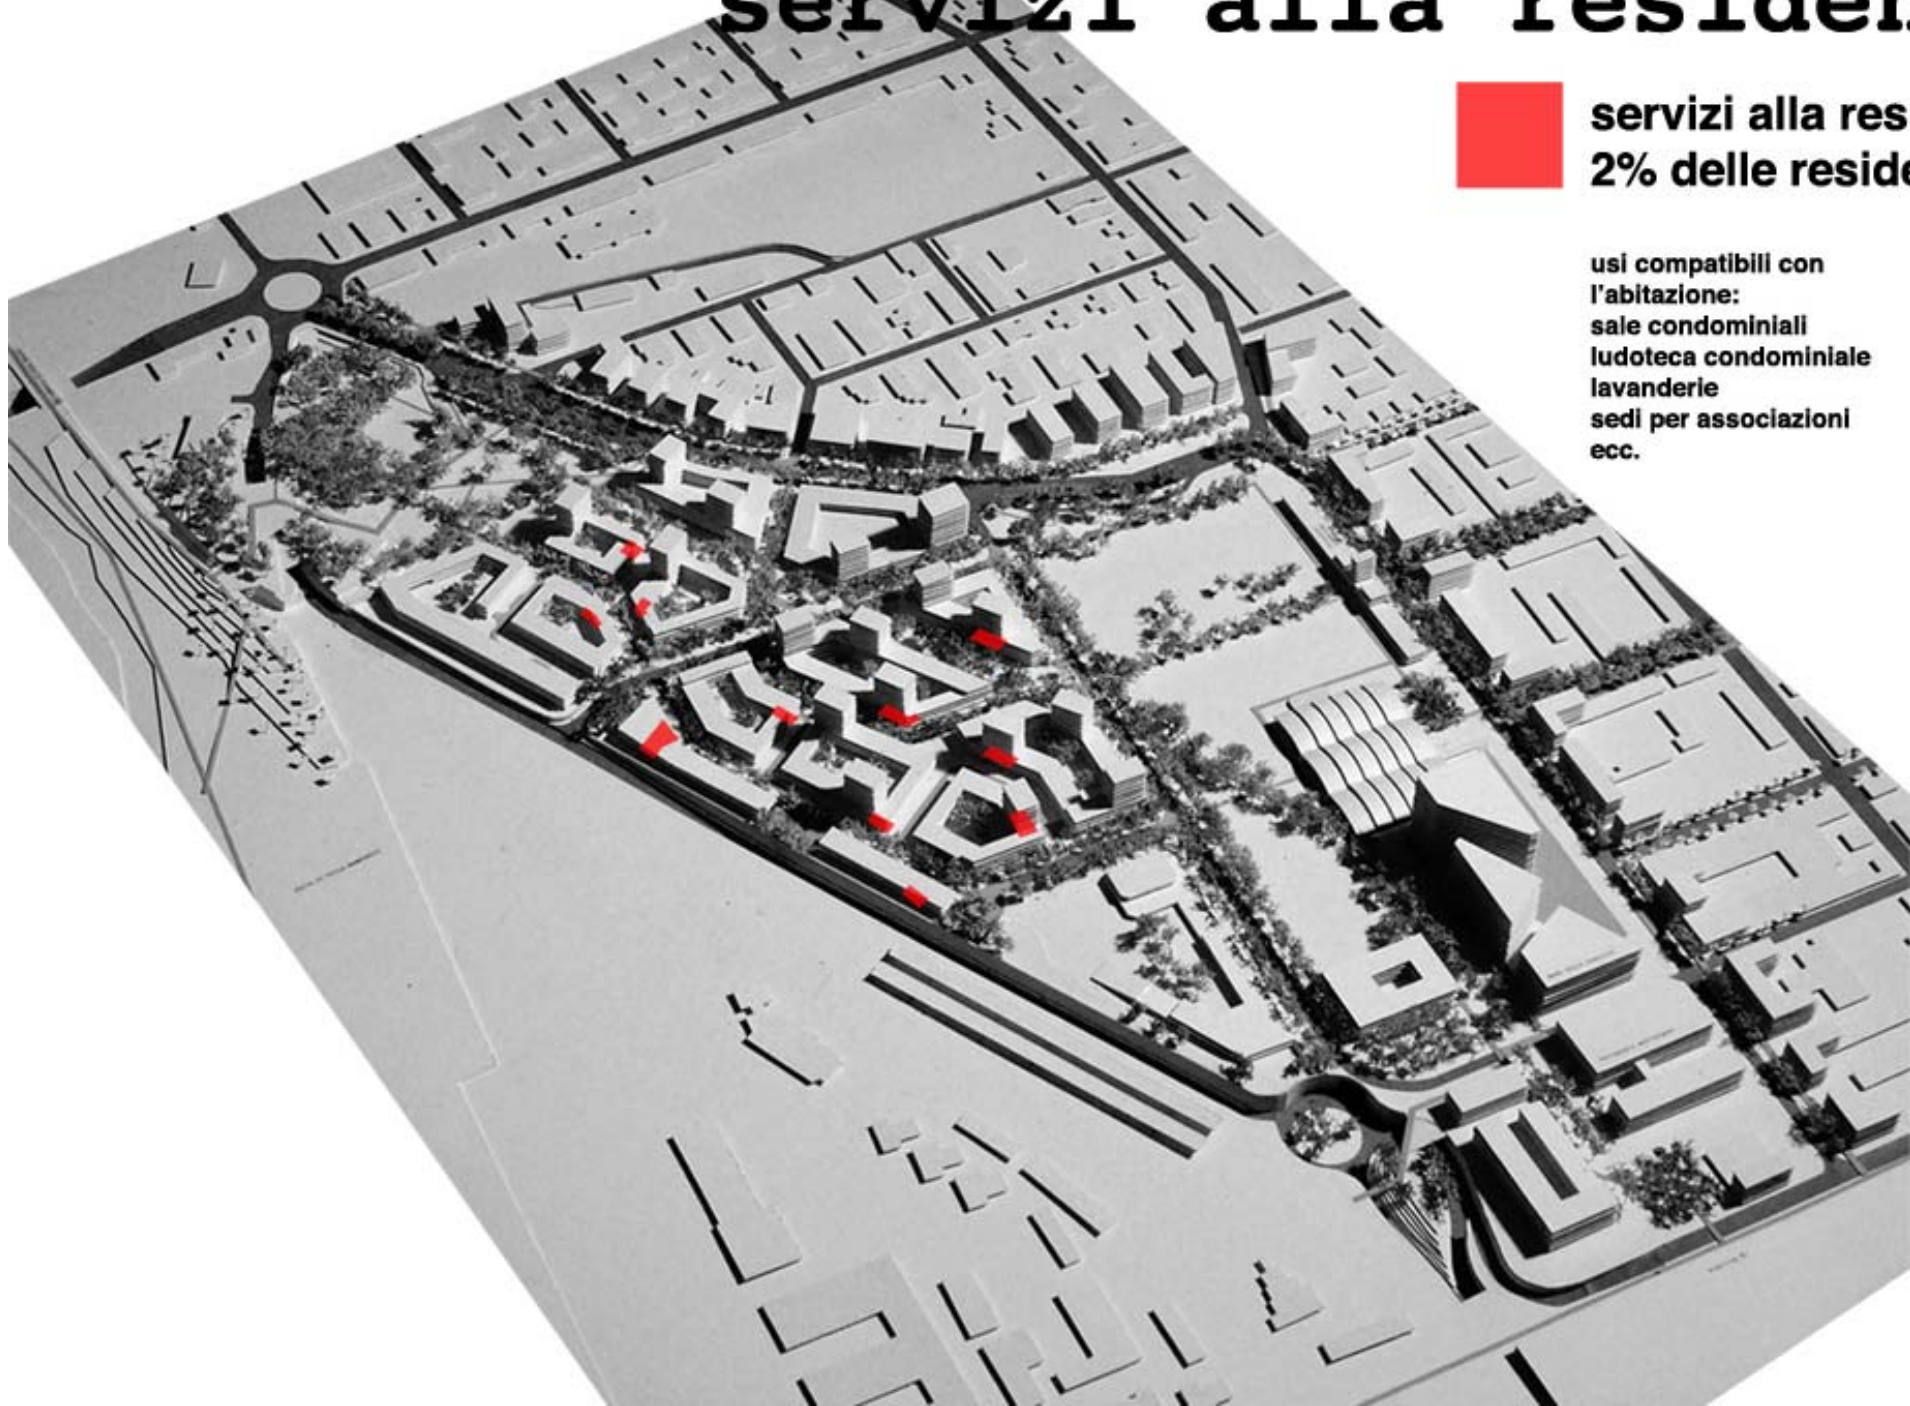 servizi alla residen
servizi alla res
2% delle reside
usi compatibili con
l'abitazione:
sale condominiali
ludoteca condominiale
lavanderie
sedi per associazioni
ecc.